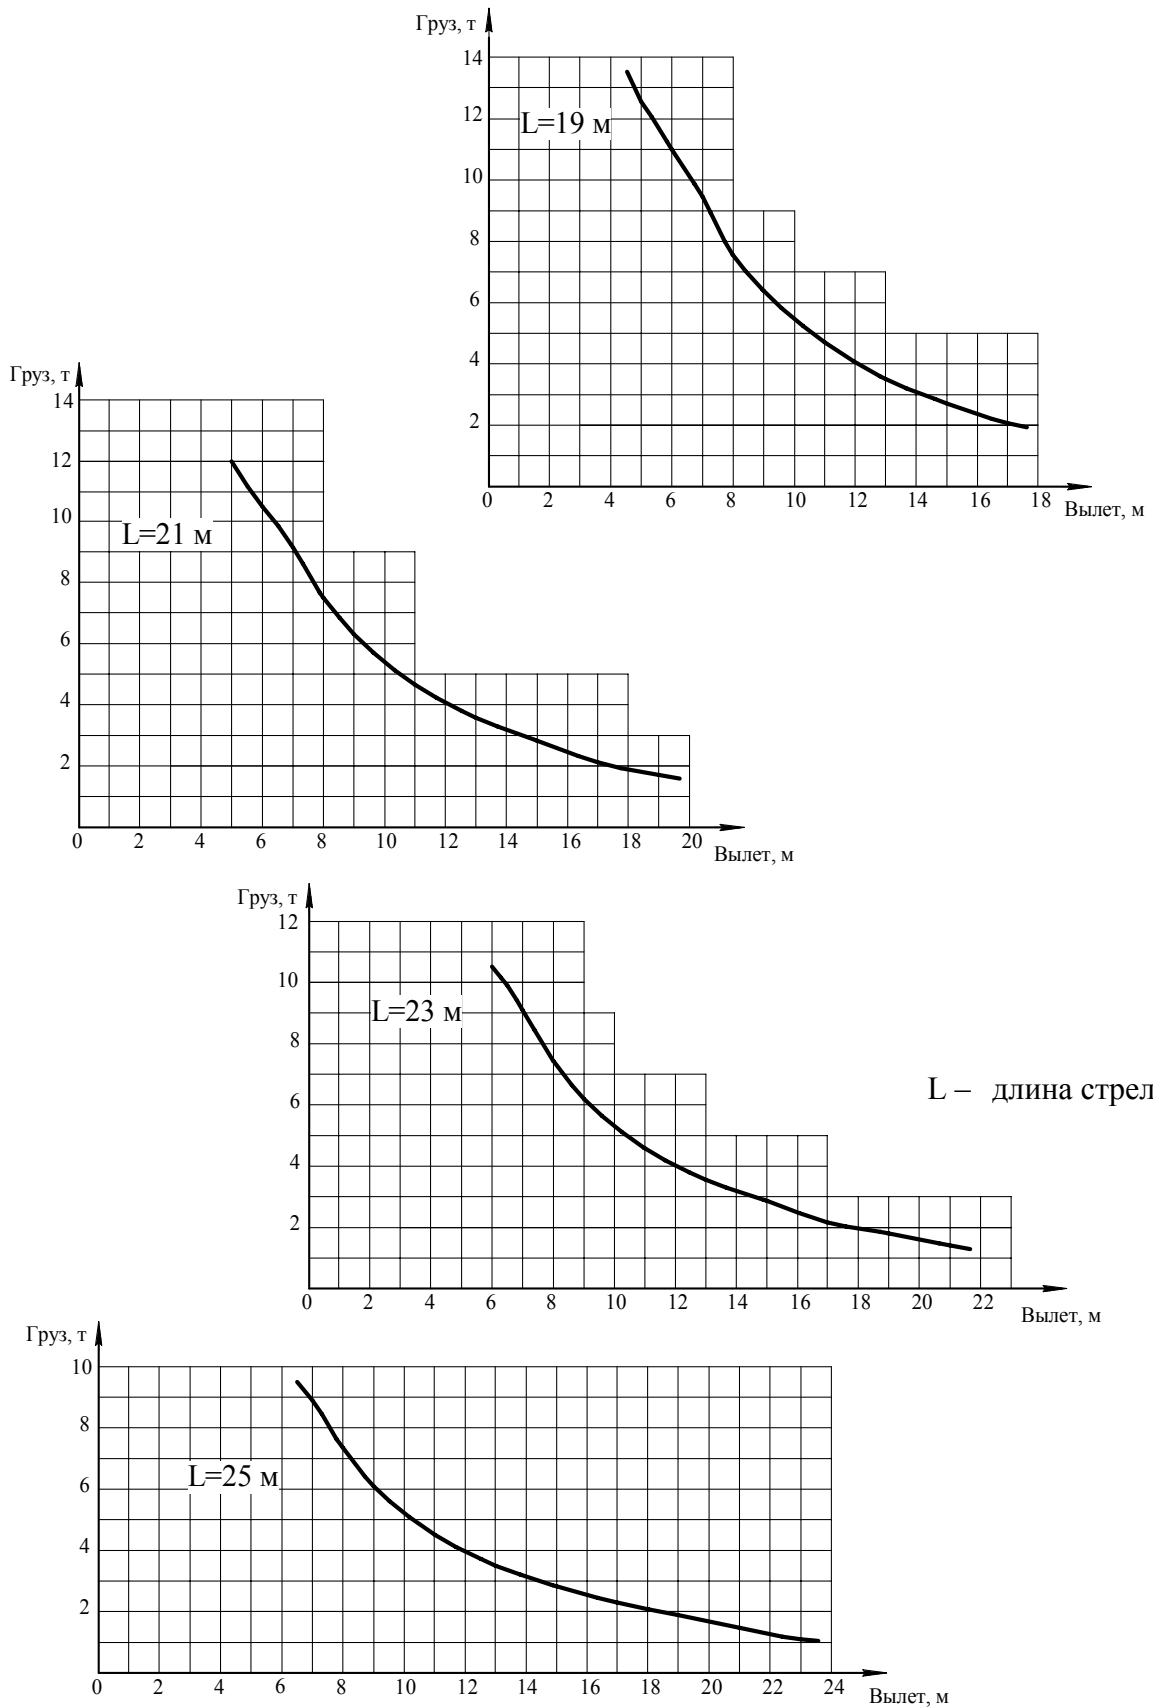 Груз, т
14
12
L=19 м
10
8
6
4
2
0 2 4 6 8 10 12 14 16 18
Вылет, м
Груз, т
14
12
10
L=21 м
8
6
4
2
0 2 4 6 8 10 12 14 16 18 20
Вылет, м
Груз, т
12
10
L=23 м
8
L – длина стрел
6
4
2
0 2 4 6 8 10 12 14 16 18 20 22
Вылет, м
Груз, т
10
8
L=25 м
6
4
2
0 2 4 6 8 10 12 14 16 18 20 22 24
Вылет, м